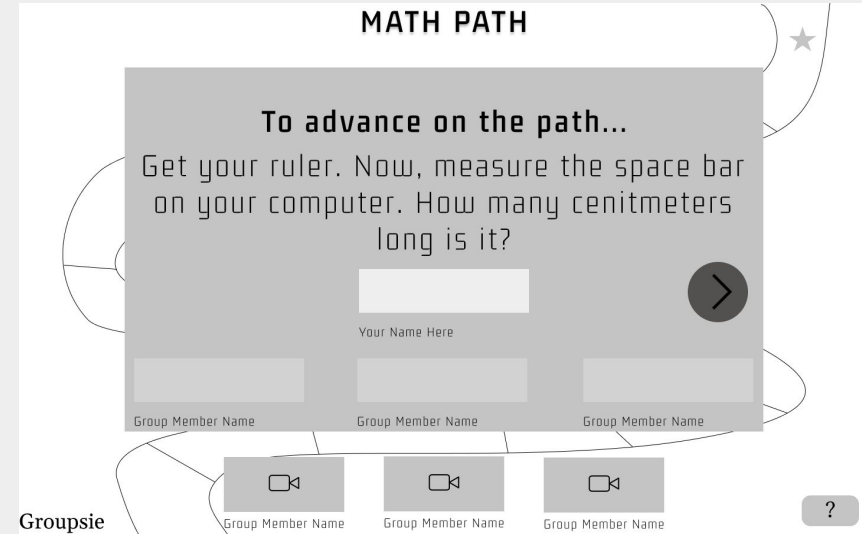 MATH PATH
To advance on the path...
Get your ruler. Now, measure the space bar
on your computer. How many cenitmeters
long is it?
Your Name Here
Group Member Name
Group Member Name
Group Member Name
Group Member Name
Group Member Name
Group Member Name
Groupsie
?